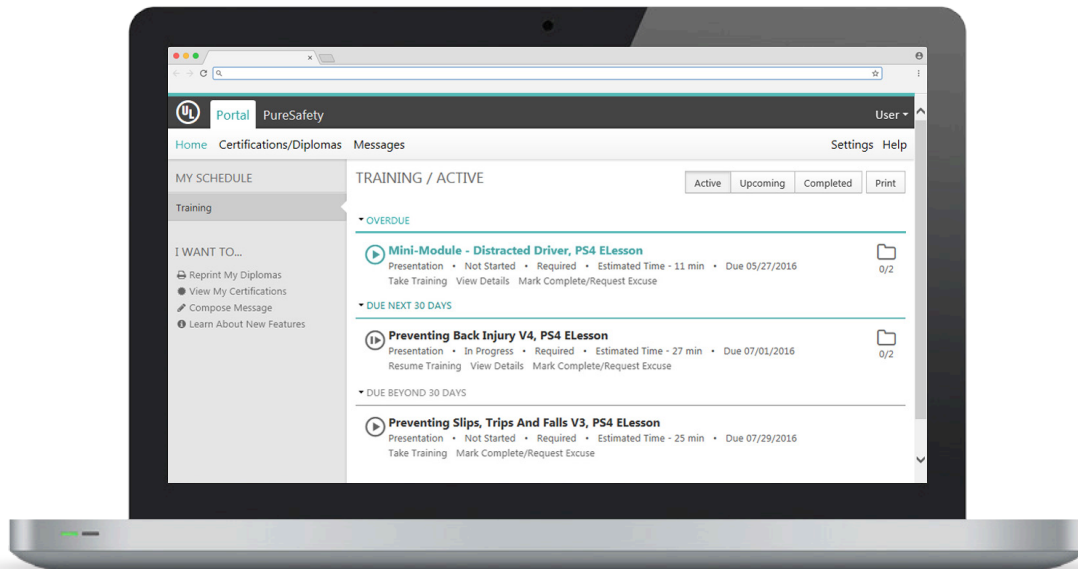 UL
Portal PureSafety User
Home Certifications/Diplomas Messages Settings Help
MY SCHEDULE
Training
I WANT TO...
Reprint My Diplomas
View My Certifications
Compose Message
Learn About New Features
TRAINING / ACTIVE
Active Upcoming Completed Print
OVERDUE
Mini-Module - Distracted Driver, PS4 ELesson
Presentation • Not Started • Required • Estimated Time - 11 min • Due 05/27/2016
0/2
Take Training View Details Mark Complete/Request Excuse
DUE NEXT 30 DAYS
Preventing Back Injury V4, PS4 ELesson
Presentation • In Progress • Required • Estimated Time - 27 min • Due 07/01/2016
0/2
Resume Training View Details Mark Complete/Request Excuse
DUE BEYOND 30 DAYS
Preventing Slips, Trips And Falls V3, PS4 ELesson
Presentation • Not Started • Required • Estimated Time - 25 min • Due 07/29/2016
Take Training Mark Complete/Request Excuse